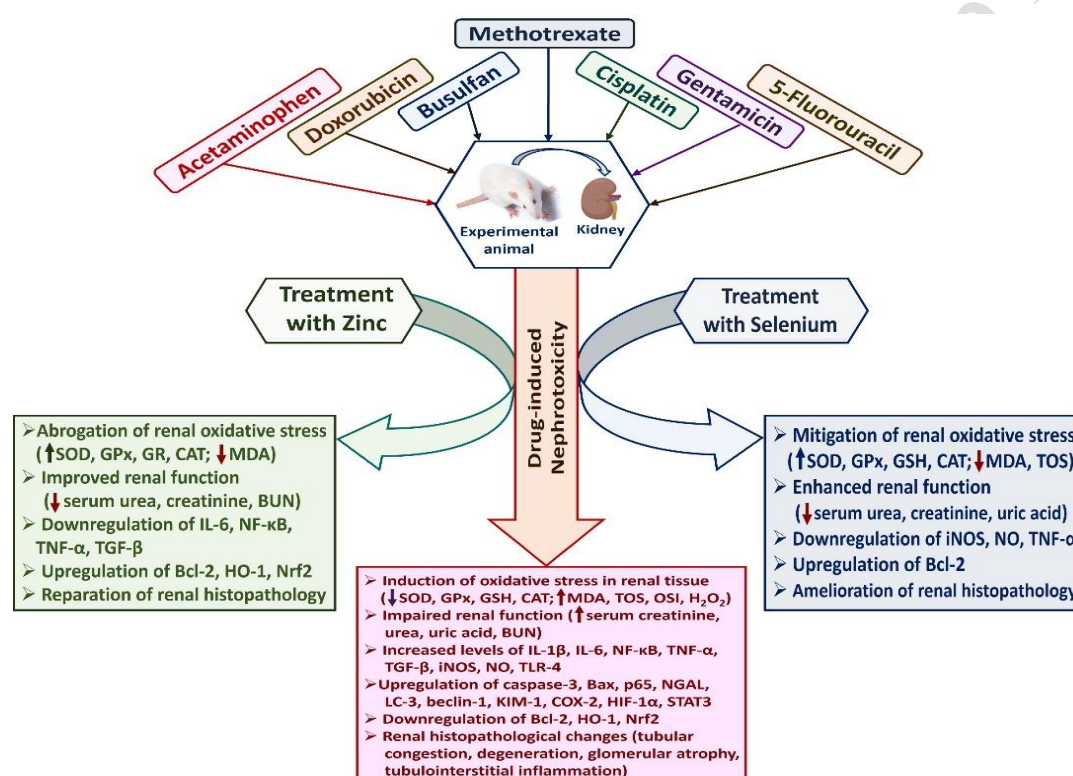 Methotrexate
Acetaminophen
Doxorubicin
Busulfan
Cisplatin
Gentamicin
5-Fluorouracil
Experimental
animal
Kidney
Treatment
with Zinc
Treatment
with Selenium
Drug-induced
Nephrotoxicity
➢Abrogation of renal oxidative stress
(↑SOD, GPx, GR, CAT; ↓MDA)
➢ Improved renal function
(↓ serum urea, creatinine, BUN)
➢ Downregulation of IL-6, NF-κB,
TNF-α, TGF-β
➢ Upregulation of Bcl-2, HO-1, Nrf2
➢ Reparation of renal histopathology
➢ Mitigation of renal oxidative stress
(↑SOD, GPx, GSH, CAT; ↓MDA, TOS)
➢ Enhanced renal function
(↓serum urea, creatinine, uric acid)
➢ Downregulation of iNOS, NO, TNF-α
➢ Upregulation of Bcl-2
➢ Amelioration of renal histopathology
➢ Induction of oxidative stress in renal tissue
(↓SOD, GPx, GSH, CAT;↑MDA, TOS, OSI, H₂O₂)
➢ Impaired renal function (↑serum creatinine,
urea, uric acid, BUN)
➢ Increased levels of IL-1β, IL-6, NF-κB, TNF-α,
TGF-β, iNOS, NO, TLR-4
➢Upregulation of caspase-3, Bax, p65, NGAL,
LC-3, beclin-1, KIM-1, COX-2, HIF-1α, STAT3
➢ Downregulation of Bcl-2, HO-1, Nrf2
➢ Renal histopathological changes (tubular
congestion, degeneration, glomerular atrophy,
tubulointerstitial inflammation)